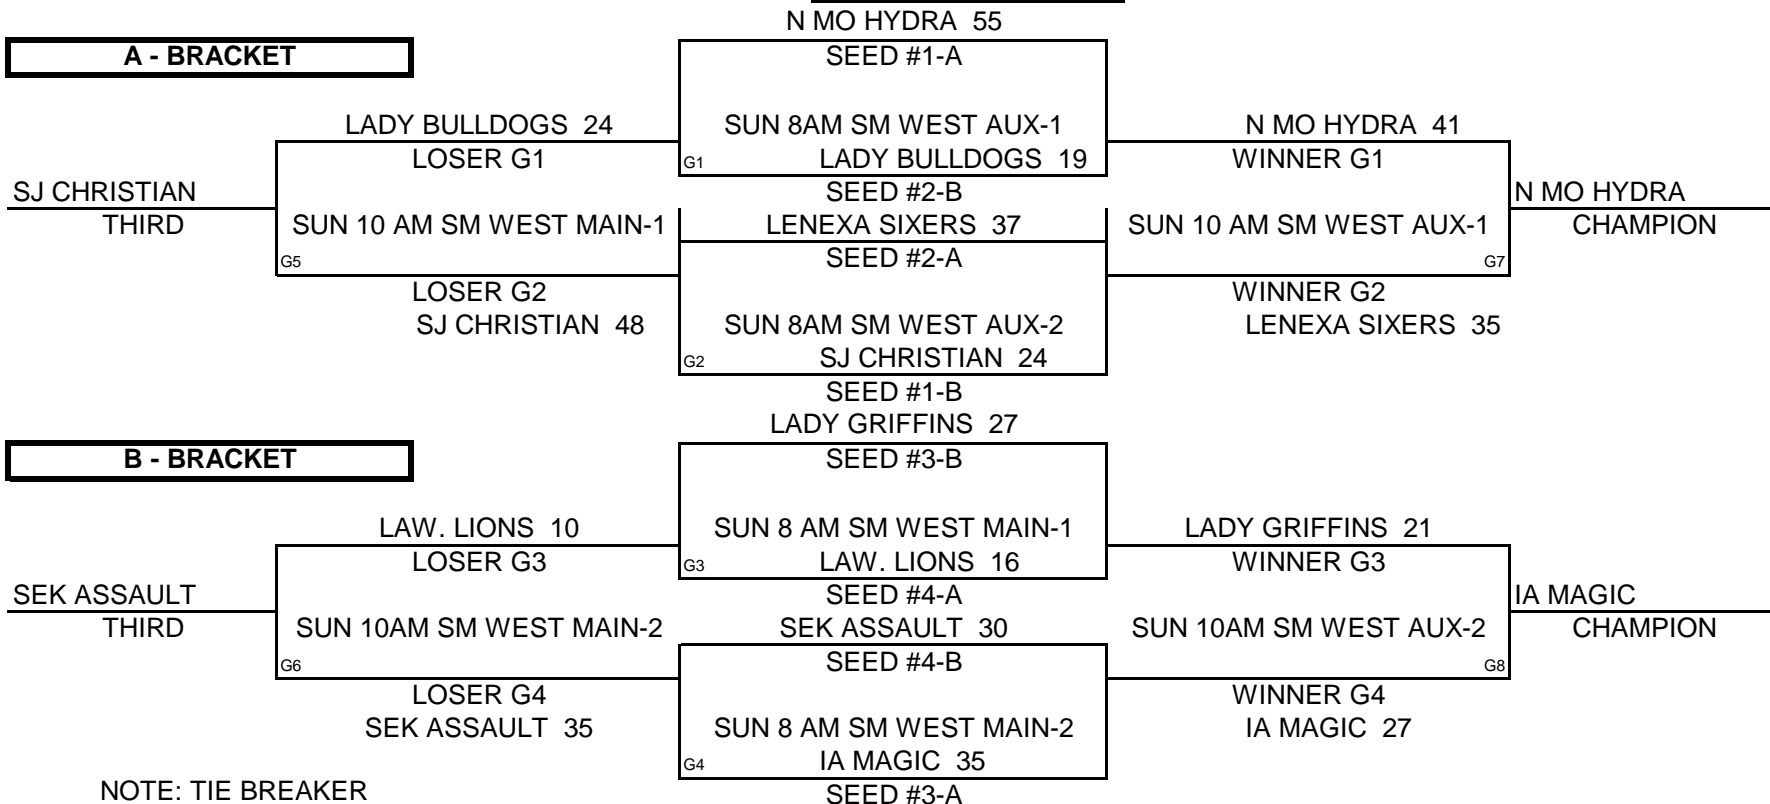 N MO HYDRA 55
A - BRACKET
SEED #1-A
LADY BULLDOGS 24
SUN 8AM SM WEST AUX-1
N MO HYDRA 41
LOSER G1
G1 LADY BULLDOGS 19
WINNER G1
SJ CHRISTIAN
SEED #2-B
N MO HYDRA
THIRD
SUN 10 AM SM WEST MAIN-1
LENEXA SIXERS 37
SUN 10 AM SM WEST AUX-1
CHAMPION
G5
SEED #2-A
G7
LOSER G2
WINNER G2
SJ CHRISTIAN 48
SUN 8AM SM WEST AUX-2
LENEXA SIXERS 35
G2 SJ CHRISTIAN 24
SEED #1-B
LADY GRIFFINS 27
B - BRACKET
SEED #3-B
LAW. LIONS 10
SUN 8 AM SM WEST MAIN-1
LADY GRIFFINS 21
LOSER G3
G3 LAW. LIONS 16
WINNER G3
SEK ASSAULT
SEED #4-A
IA MAGIC
THIRD
SUN 10AM SM WEST MAIN-2
SEK ASSAULT 30
SUN 10AM SM WEST AUX-2
CHAMPION
G6
SEED #4-B
G8
LOSER G4
WINNER G4
SEK ASSAULT 35
SUN 8 AM SM WEST MAIN-2
IA MAGIC 27
G4 IA MAGIC 35
NOTE: TIE BREAKER
SEED #3-A